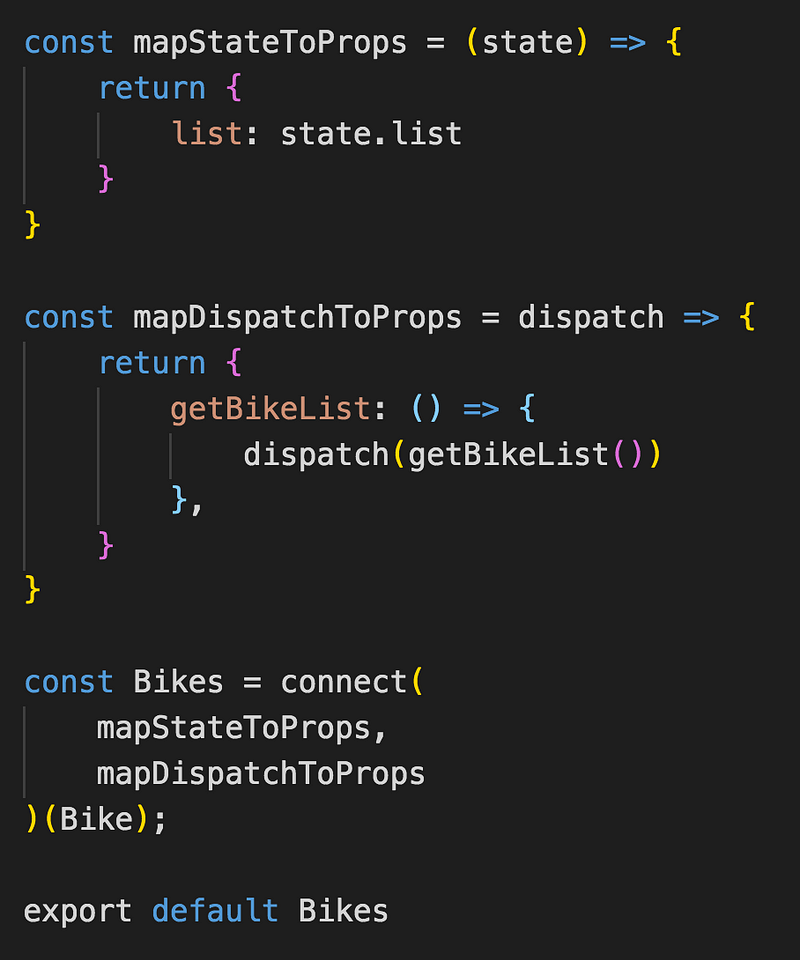 const mapStateToProps = (state) => {
    return {
        list: state.list
    }
}

const mapDispatchToProps = dispatch => {
    return {
        getBikeList: () => {
            dispatch(getBikeList())
        },
    }
}

const Bikes = connect(
    mapStateToProps,
    mapDispatchToProps
)(Bike);

export default Bikes